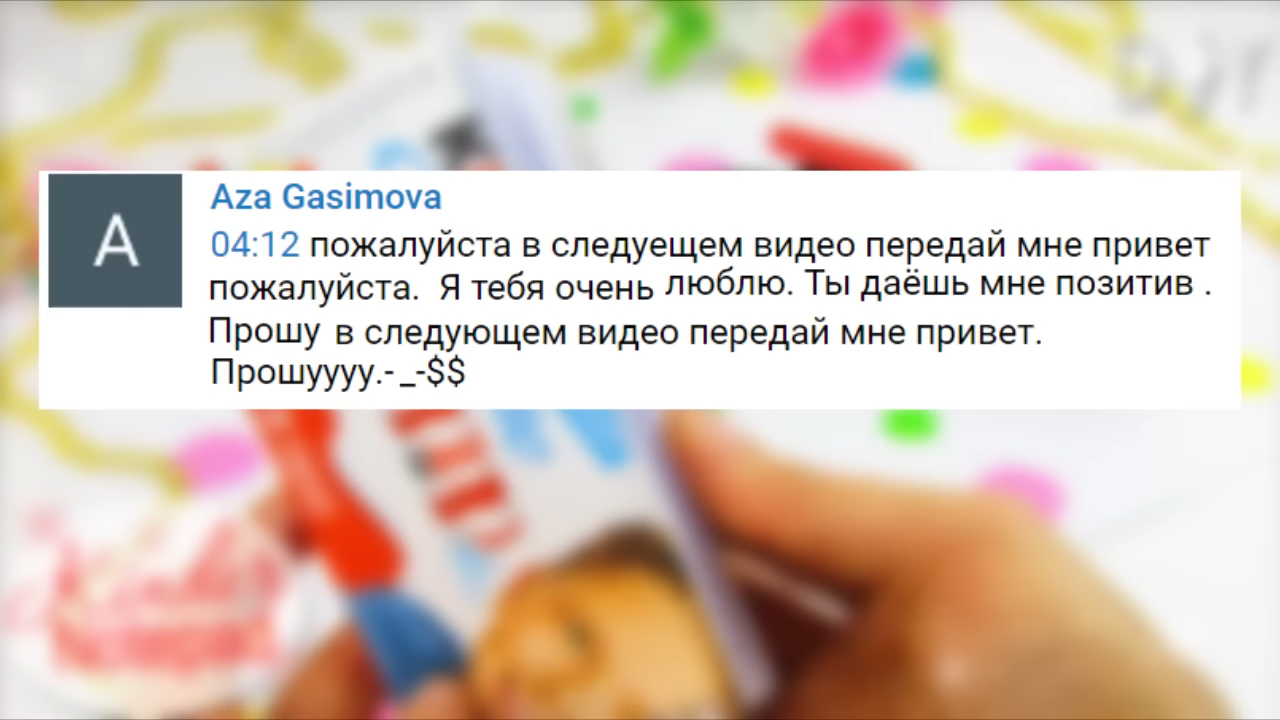 A
Aza Gasimova
04:12 пожалуйста в следуещем видео передай мне привет
пожалуйста. Я тебя очень люблю. Ты даёшь мне позитив .
Прошу в следующем видео передай мне привет.
Прошуууу.-_-$$